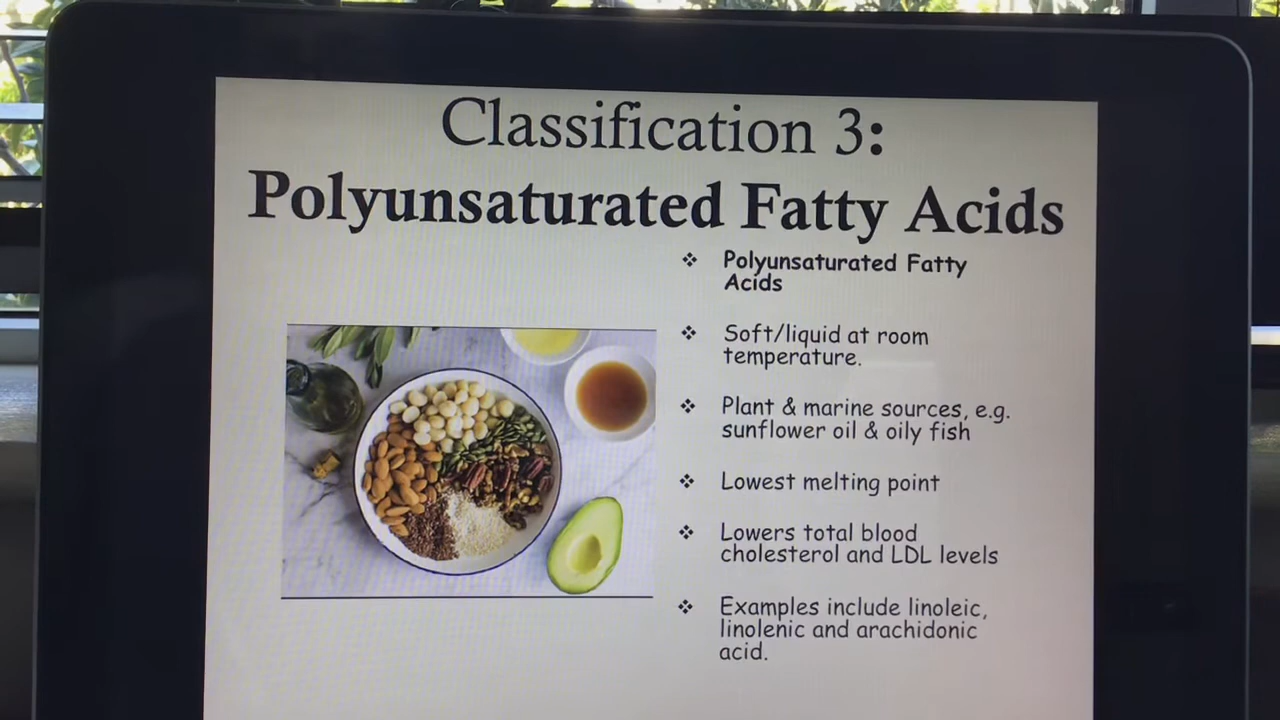 Classification 3:
Polyunsaturated Fatty Acids
❖ Polyunsaturated Fatty
Acids
❖ Soft/liquid at room
temperature.
❖ Plant & marine sources, e.g.
sunflower oil & oily fish
❖ Lowest melting point
❖ Lowers total blood
cholesterol and LDL levels
❖ Examples include linoleic,
linolenic and arachidonic
acid.